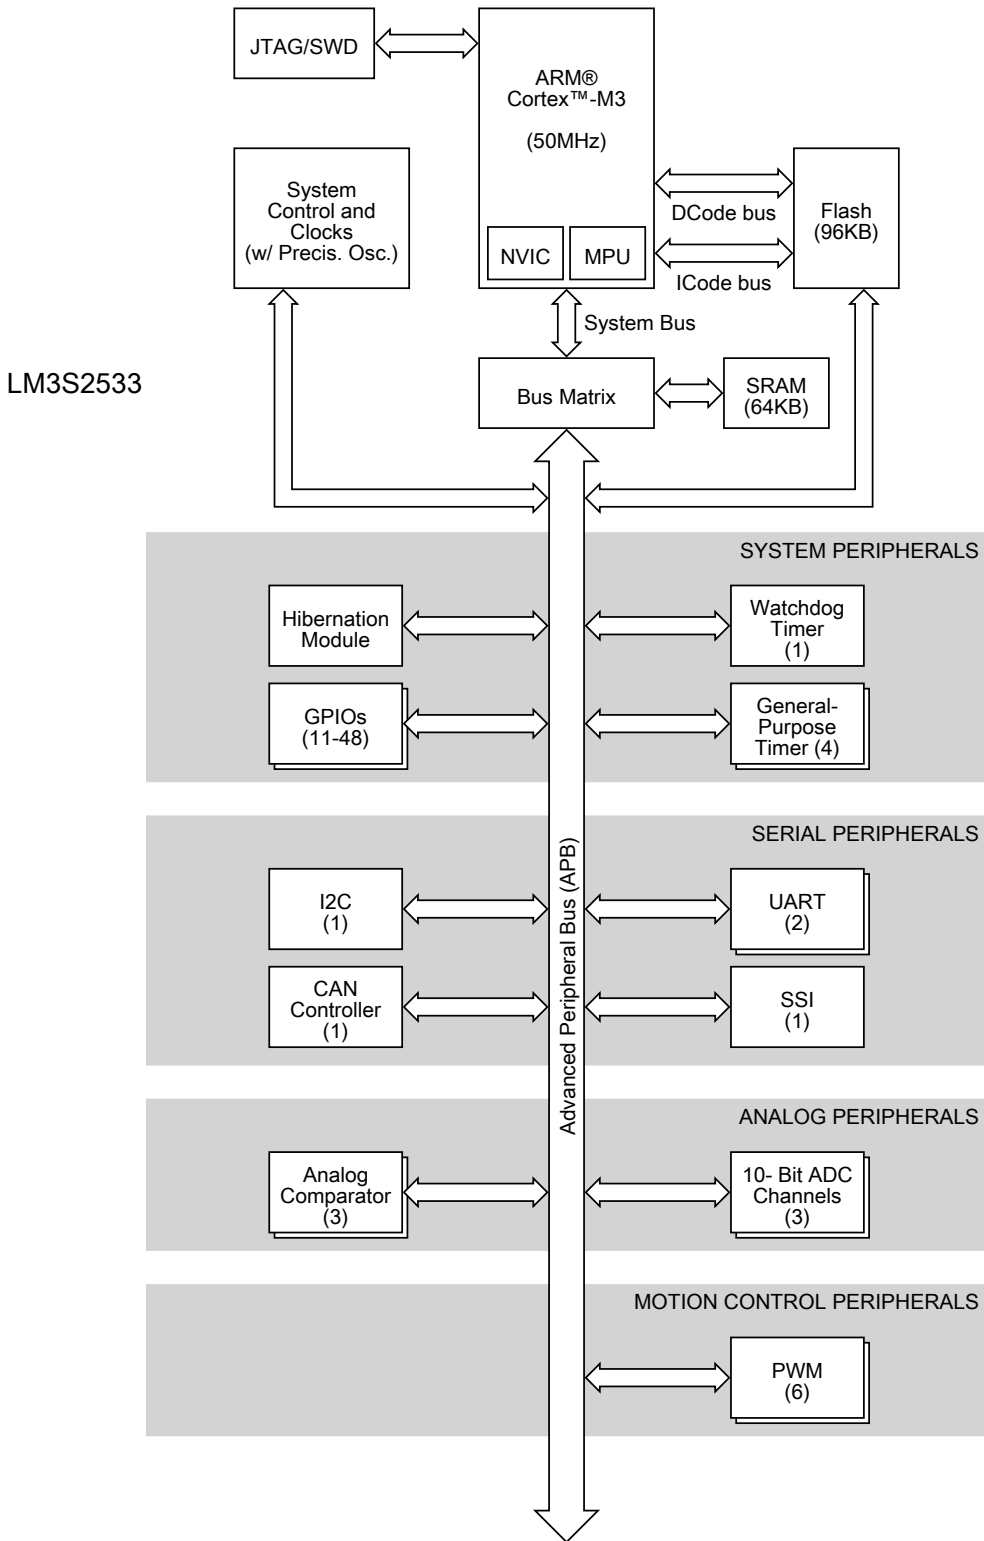 JTAG/SWD
ARM®
Cortex™-M3
(50MHz)
NVIC
MPU
System
Control and
Clocks
(w/ Precis. Osc.)
DCode bus
ICode bus
Flash
(96KB)
System Bus
LM3S2533
Bus Matrix
SRAM
(64KB)
Advanced Peripheral Bus (APB)
SYSTEM PERIPHERALS
Hibernation
Module
Watchdog
Timer
(1)
GPIOs
(11-48)
General-
Purpose
Timer (4)
SERIAL PERIPHERALS
I2C
(1)
UART
(2)
CAN
Controller
(1)
SSI
(1)
ANALOG PERIPHERALS
Analog
Comparator
(3)
10- Bit ADC
Channels
(3)
MOTION CONTROL PERIPHERALS
PWM
(6)